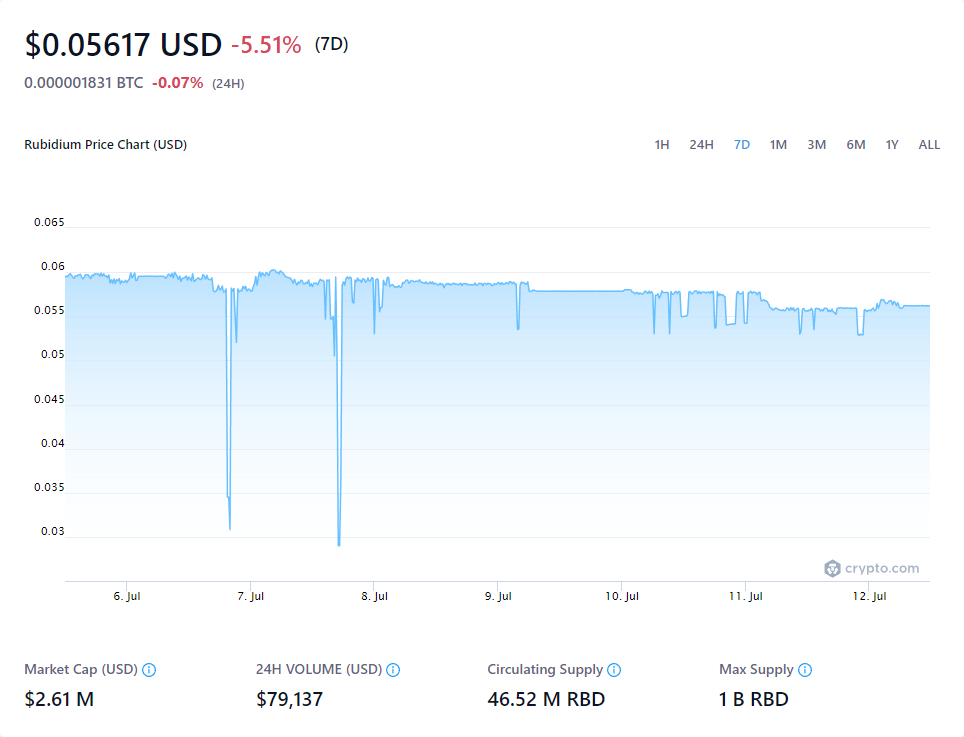 $0.05617 USD -5.51% (7D)
0.000001831 BTC -0.07% (24H)
Rubidium Price Chart (USD) 1H 24H 7D 1M 3M 6M 1Y ALL
0.065
0.06
0.055
0.05
0.045
0.04
0.035
0.03
crypto.com
6. Jul 7. Jul 8. Jul 9. Jul 10. Jul 11. Jul 12. Jul
Market Cap (USD) 24H VOLUME (USD) Circulating Supply Max Supply
$2.61 M $79,137 46.52 M RBD 1 B RBD